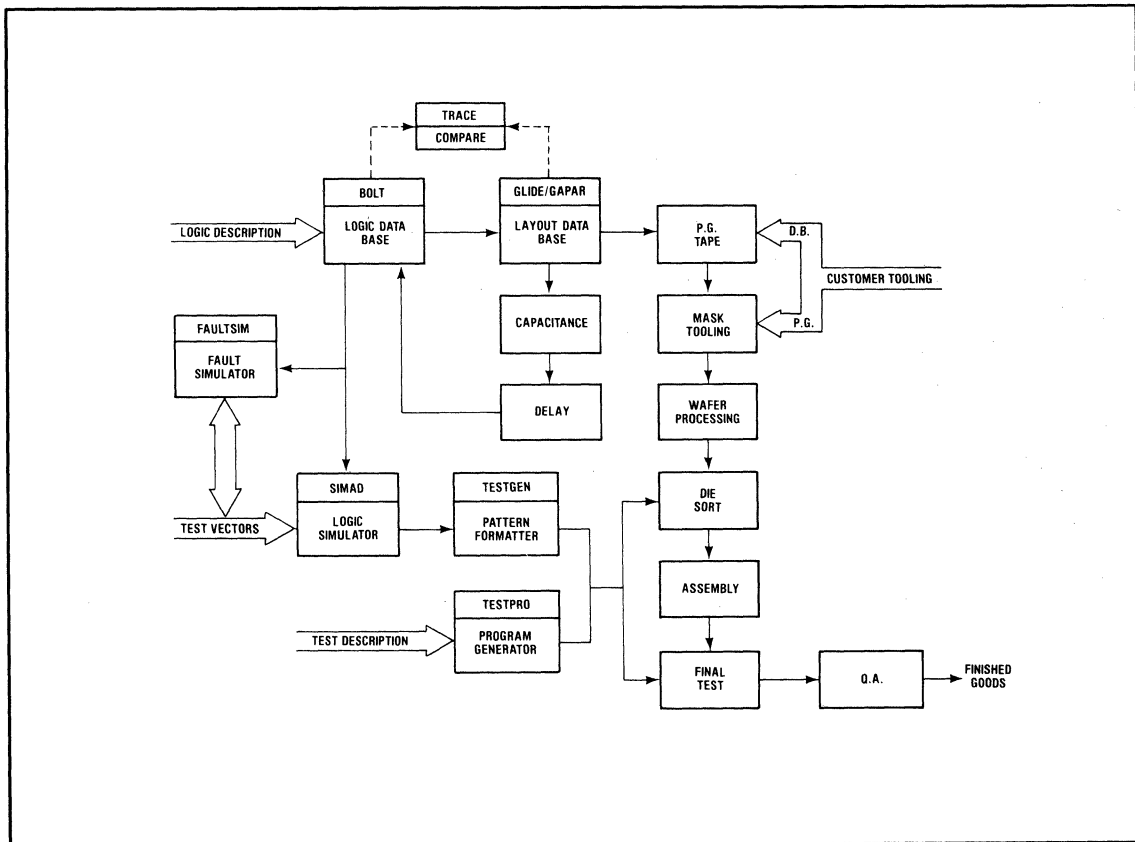 TRACE
COMPARE
BOLT
LOGIC DATA
BASE
GLIDE/GAPAR
LAYOUT DATA
BASE
LOGIC DESCRIPTION
P.G.
TAPE
D.B.
CUSTOMER TOOLING
CAPACITANCE
MASK
TOOLING
P.G.
FAULTSIM
FAULT
SIMULATOR
DELAY
WAFER
PROCESSING
SIMAD
LOGIC
SIMULATOR
TESTGEN
PATTERN
FORMATTER
DIE
SORT
TEST VECTORS
ASSEMBLY
TESTPRO
PROGRAM
GENERATOR
TEST DESCRIPTION
FINAL
TEST
Q.A.
FINISHED
GOODS